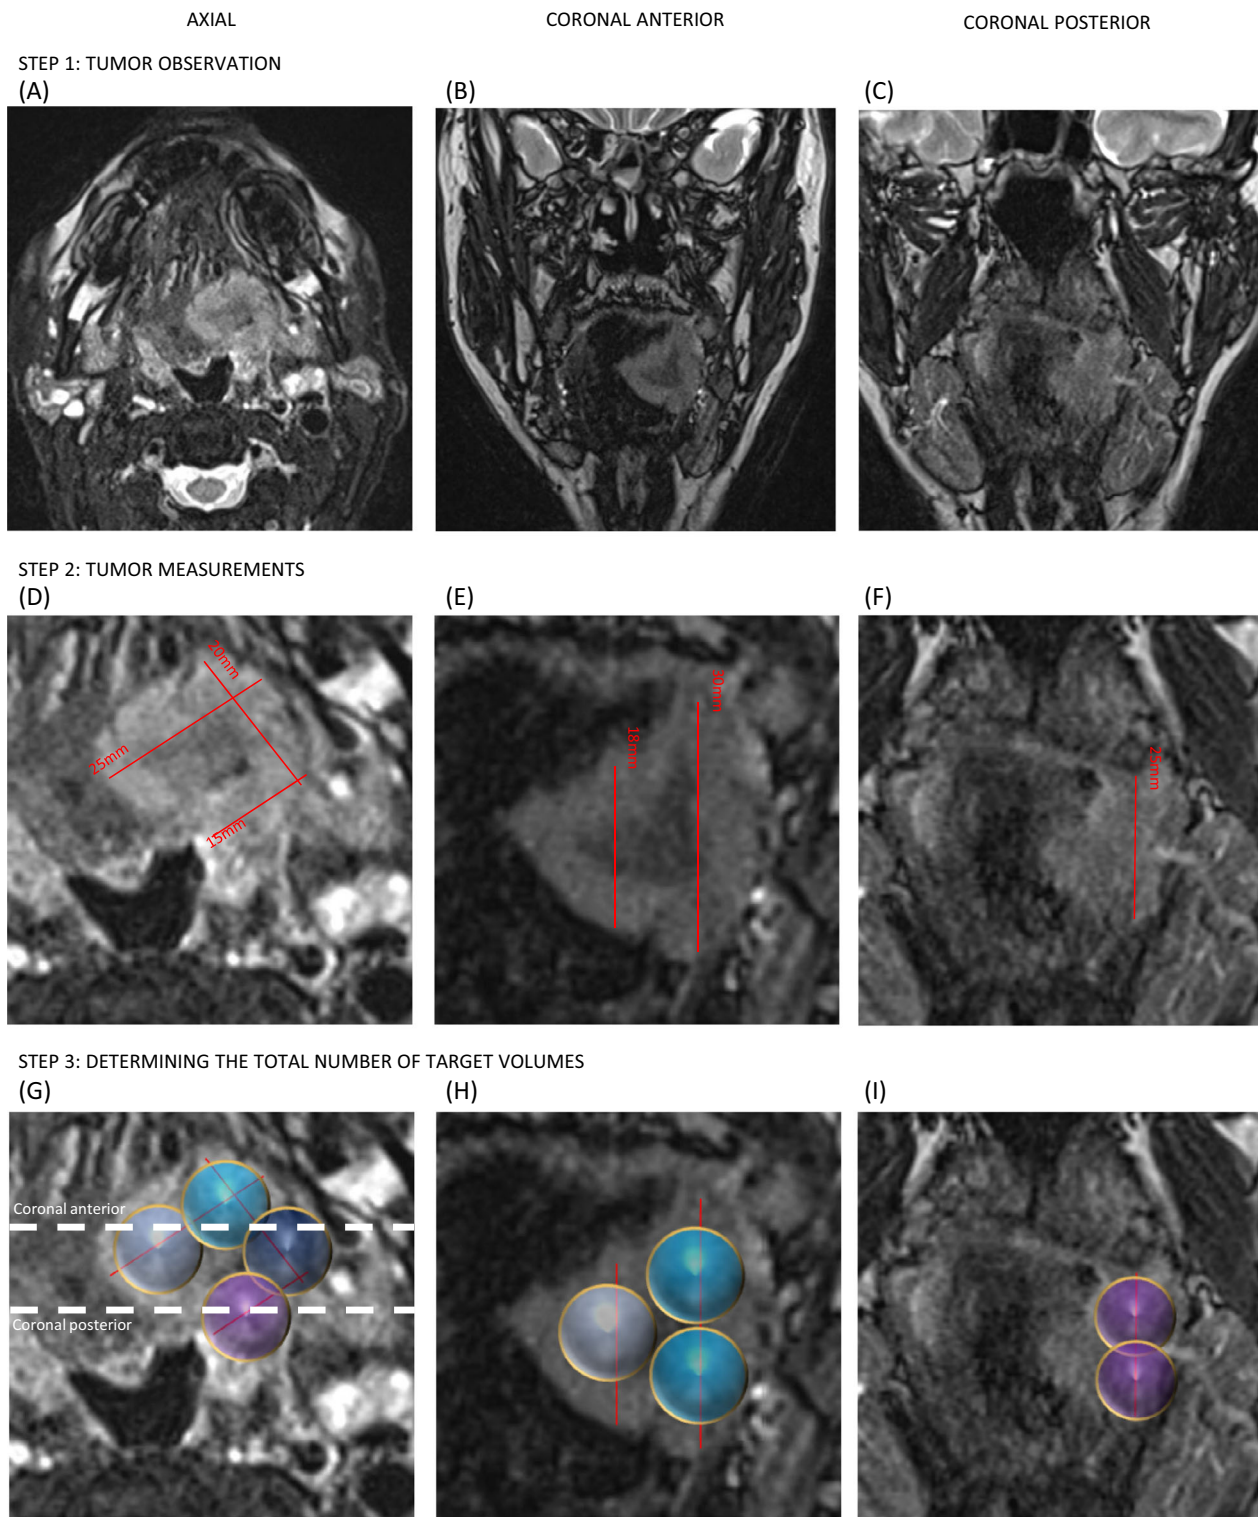 AXIAL
CORONAL ANTERIOR
CORONAL POSTERIOR
STEP 1: TUMOR OBSERVATION
(A)
(B)
(C)
STEP 2: TUMOR MEASUREMENTS
(D)
(E)
(F)
20mm
25mm
15mm
18mm
30mm
25mm
STEP 3: DETERMINING THE TOTAL NUMBER OF TARGET VOLUMES
(G)
(H)
(I)
Coronal anterior
Coronal posterior